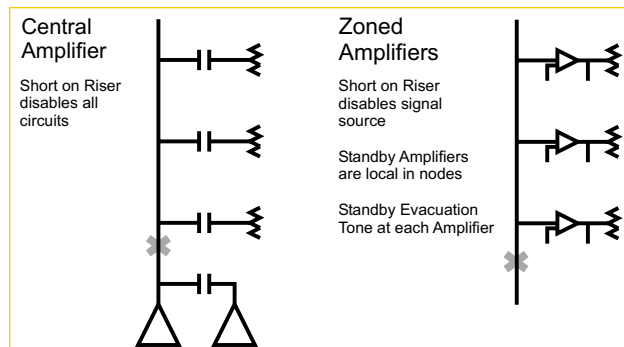 Central
Amplifier
Short on Riser
disables all
circuits
Zoned
Amplifiers
Short on Riser
disables signal
source
Standby Amplifiers
are local in nodes
Standby Evacuation
Tone at each Amplifier